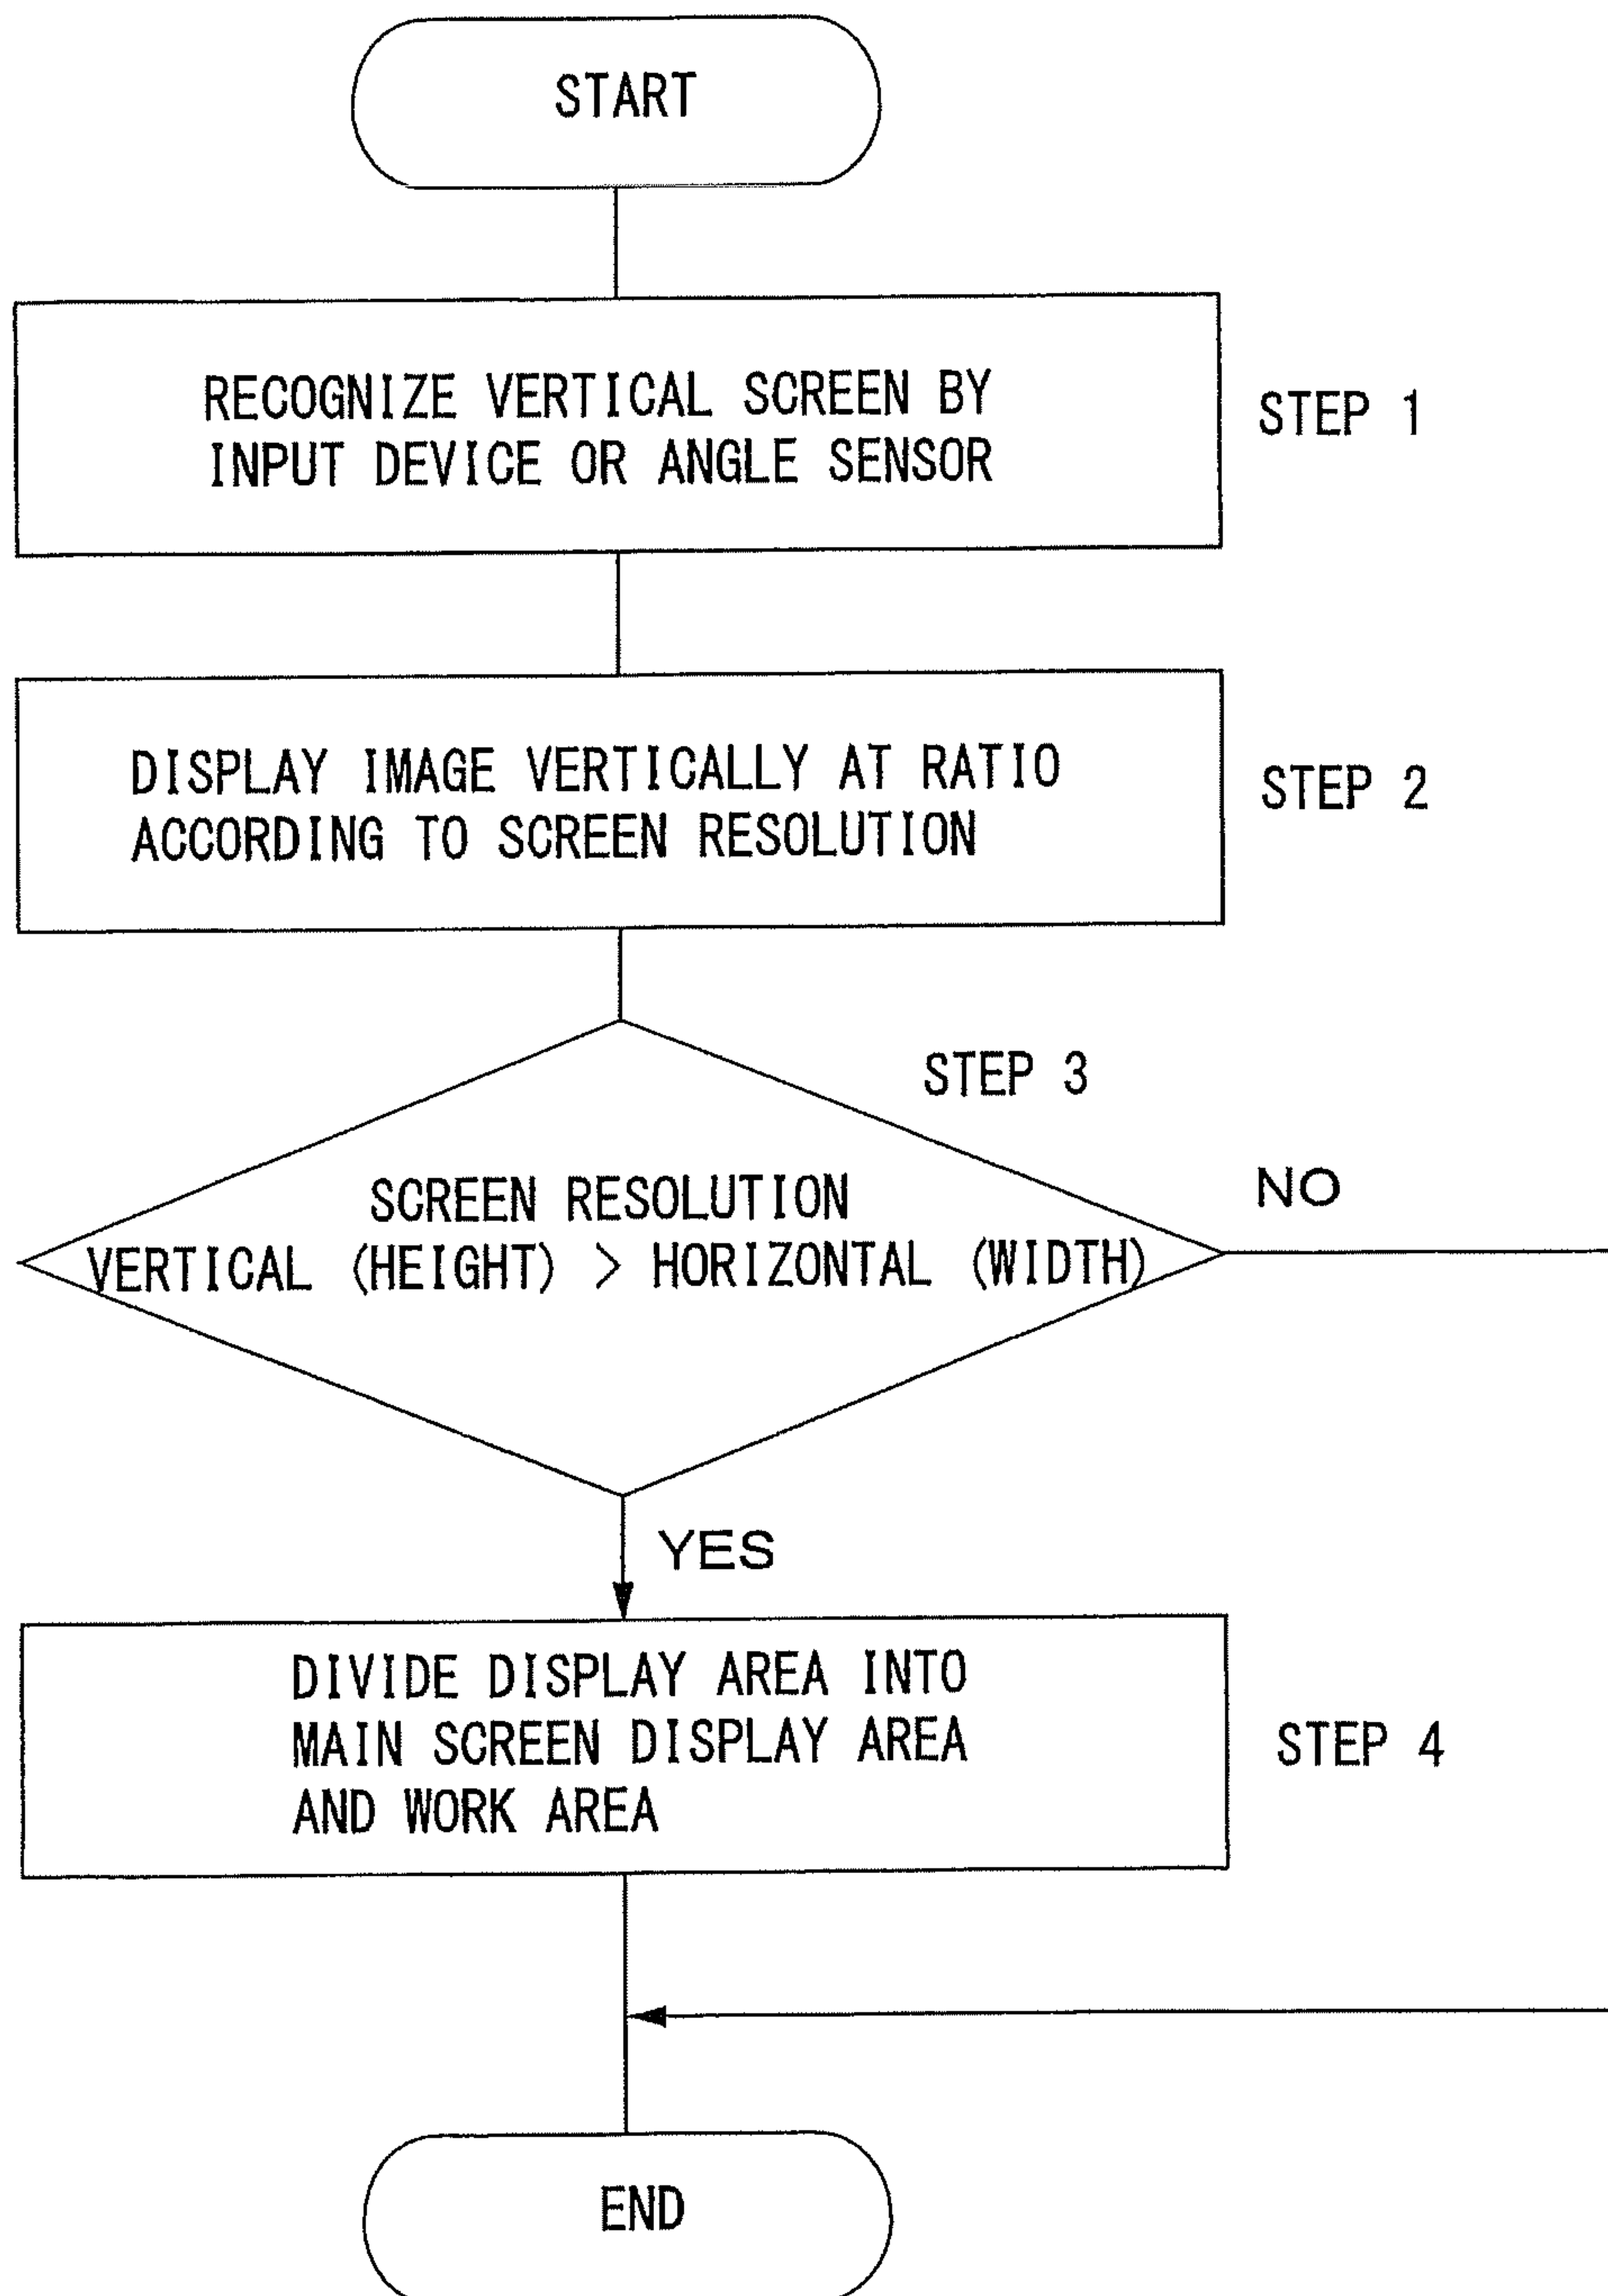 START
RECOGNIZE VERTICAL SCREEN BY
INPUT DEVICE OR ANGLE SENSOR
STEP 1
DISPLAY IMAGE VERTICALLY AT RATIO
ACCORDING TO SCREEN RESOLUTION
STEP 2
STEP 3
SCREEN RESOLUTION
VERTICAL (HEIGHT) > HORIZONTAL (WIDTH)
NO
YES
DIVIDE DISPLAY AREA INTO
MAIN SCREEN DISPLAY AREA
AND WORK AREA
STEP 4
END